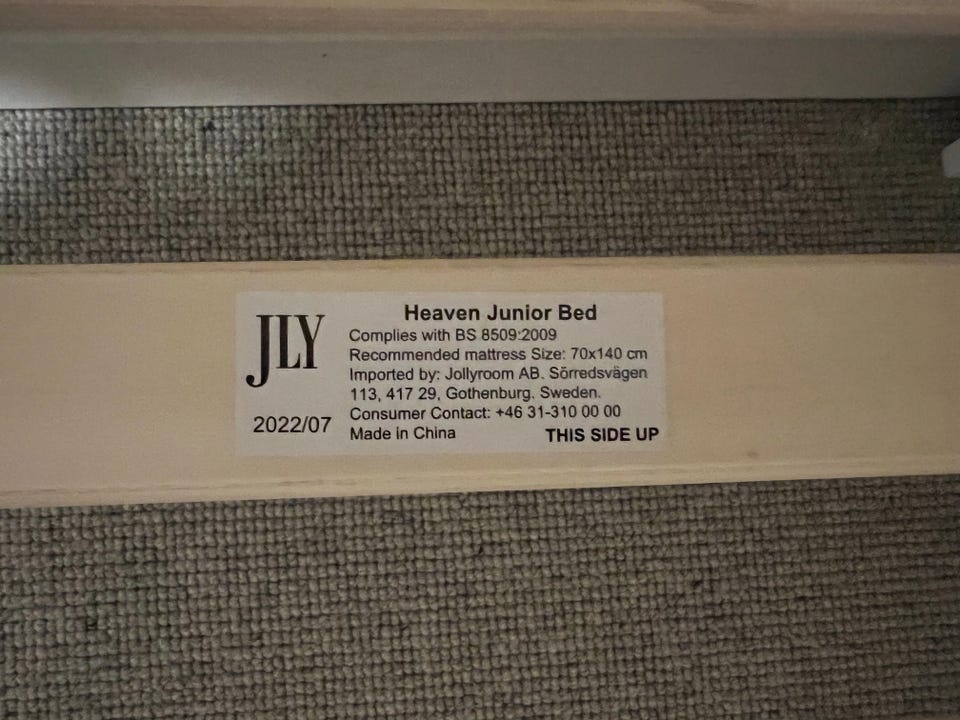 JLY
2022/07
Heaven Junior Bed
Complies with BS 8509:2009
Recommended mattress Size: 70x140 cm
Imported by: Jollyroom AB. Sörredsvägen
113, 417 29, Gothenburg. Sweden.
Consumer Contact: +46 31-310 00 00
Made in China
THIS SIDE UP